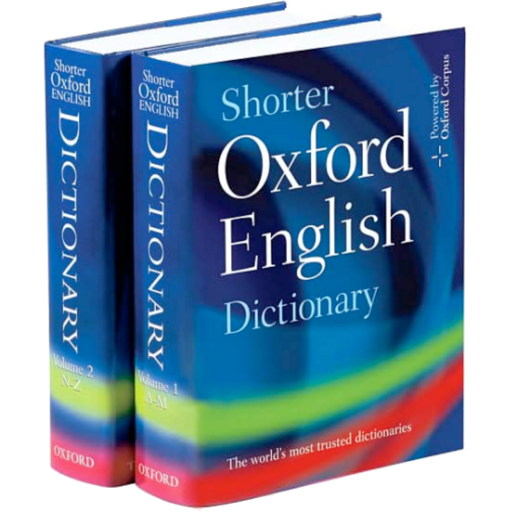 Shorter
Oxford
ENGLISH
DICTIONARY
Volume 2
N-Z
OXFORD
Shorter
Oxford
ENGLISH
DICTIONARY
Volume 1
A-M
OXFORD
Shorter
Oxford
English
Dictionary
Powered by
Oxford Corpus
The world's most trusted dictionaries